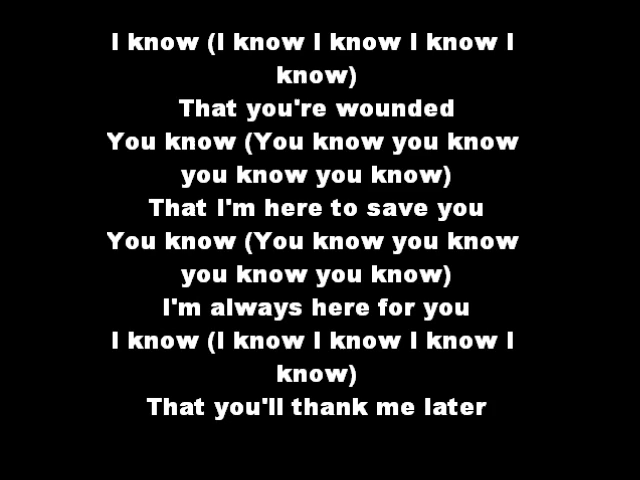 I know (I know I know I know I
know)
That you're wounded
You know (You know you know
you know you know)
That I'm here to save you
You know (You know you know
you know you know)
I'm always here for you
I know (I know I know I know I
know)
That you'll thank me later